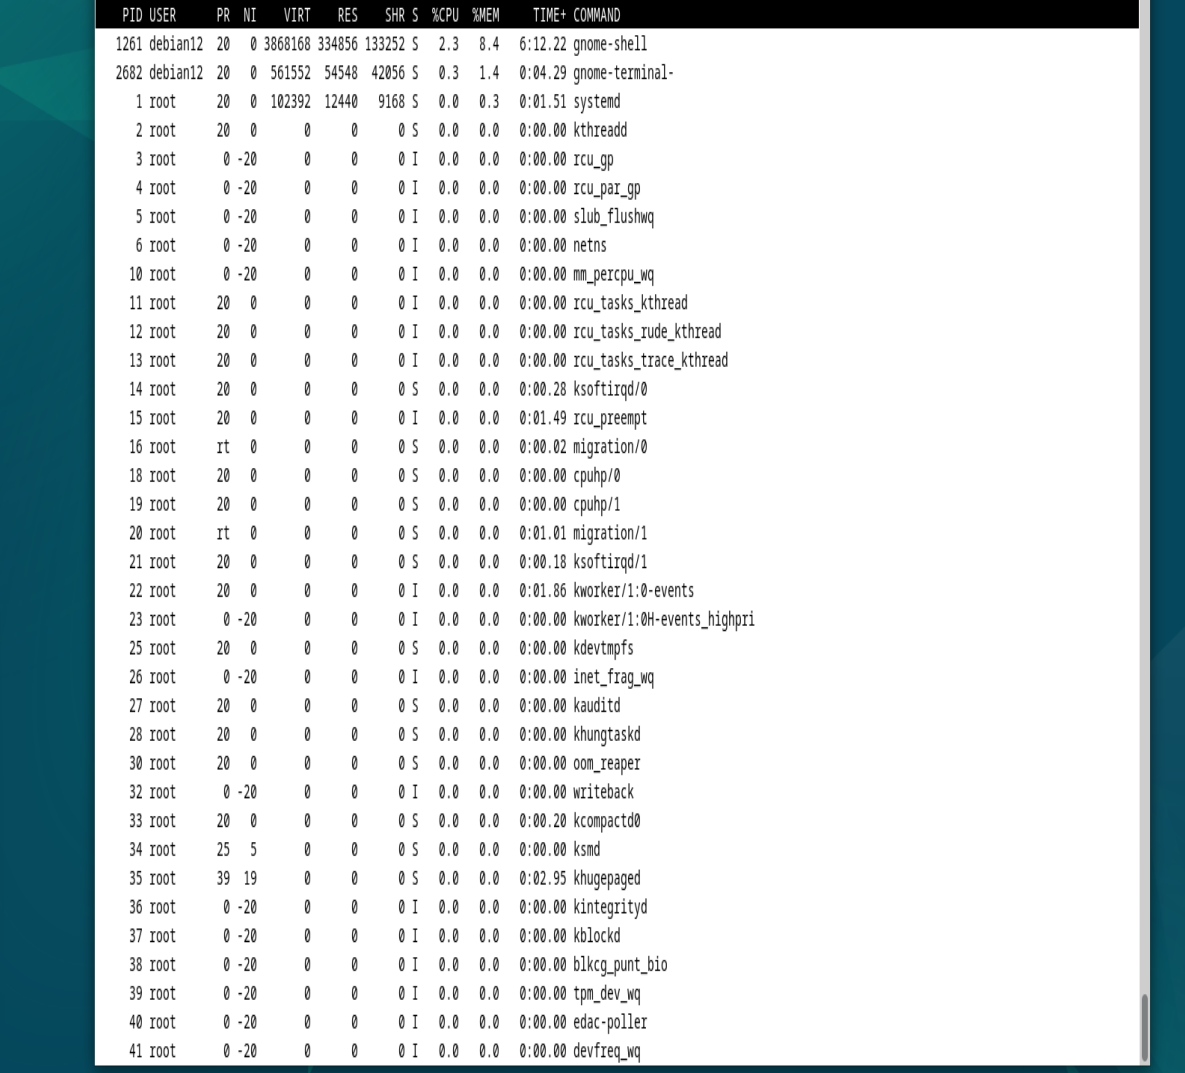 PID USER PR NI VIRT RES SHR S %CPU %MEM TIME+ COMMAND
1261 debian12 20 0 3868168 334856 133252 S 2.3 8.4 6:12.22 gnome-shell
2682 debian12 20 0 561552 54548 42056 S 0.3 1.4 0:04.29 gnome-terminal-
1 root 20 0 102392 12440 9168 S 0.0 0.3 0:01.51 systemd
2 root 20 0 0 0 0 S 0.0 0.0 0:00.00 kthreadd
3 root 0 -20 0 0 0 I 0.0 0.0 0:00.00 rcu_gp
4 root 0 -20 0 0 0 I 0.0 0.0 0:00.00 rcu_par_gp
5 root 0 -20 0 0 0 I 0.0 0.0 0:00.00 slub_flushwq
6 root 0 -20 0 0 0 I 0.0 0.0 0:00.00 netns
10 root 0 -20 0 0 0 I 0.0 0.0 0:00.00 mm_percpu_wq
11 root 20 0 0 0 0 I 0.0 0.0 0:00.00 rcu_tasks_kthread
12 root 20 0 0 0 0 I 0.0 0.0 0:00.00 rcu_tasks_rude_kthread
13 root 20 0 0 0 0 I 0.0 0.0 0:00.00 rcu_tasks_trace_kthread
14 root 20 0 0 0 0 S 0.0 0.0 0:00.28 ksoftirqd/0
15 root 20 0 0 0 0 I 0.0 0.0 0:01.49 rcu_preempt
16 root rt 0 0 0 0 S 0.0 0.0 0:00.02 migration/0
18 root 20 0 0 0 0 S 0.0 0.0 0:00.00 cpuhp/0
19 root 20 0 0 0 0 S 0.0 0.0 0:00.00 cpuhp/1
20 root rt 0 0 0 0 S 0.0 0.0 0:01.01 migration/1
21 root 20 0 0 0 0 S 0.0 0.0 0:00.18 ksoftirqd/1
22 root 20 0 0 0 0 I 0.0 0.0 0:01.86 kworker/1:0-events
23 root 0 -20 0 0 0 I 0.0 0.0 0:00.00 kworker/1:0H-events_highpri
25 root 20 0 0 0 0 S 0.0 0.0 0:00.00 kdevtmpfs
26 root 0 -20 0 0 0 I 0.0 0.0 0:00.00 inet_frag_wq
27 root 20 0 0 0 0 S 0.0 0.0 0:00.00 kauditd
28 root 20 0 0 0 0 S 0.0 0.0 0:00.00 khungtaskd
30 root 20 0 0 0 0 S 0.0 0.0 0:00.00 oom_reaper
32 root 0 -20 0 0 0 I 0.0 0.0 0:00.00 writeback
33 root 20 0 0 0 0 S 0.0 0.0 0:00.20 kcompactd0
34 root 25 5 0 0 0 S 0.0 0.0 0:00.00 ksmd
35 root 39 19 0 0 0 S 0.0 0.0 0:02.95 khugepaged
36 root 0 -20 0 0 0 I 0.0 0.0 0:00.00 kintegrityd
37 root 0 -20 0 0 0 I 0.0 0.0 0:00.00 kblockd
38 root 0 -20 0 0 0 I 0.0 0.0 0:00.00 blkcg_punt_bio
39 root 0 -20 0 0 0 I 0.0 0.0 0:00.00 tpm_dev_wq
40 root 0 -20 0 0 0 I 0.0 0.0 0:00.00 edac-poller
41 root 0 -20 0 0 0 I 0.0 0.0 0:00.00 devfreq_wq